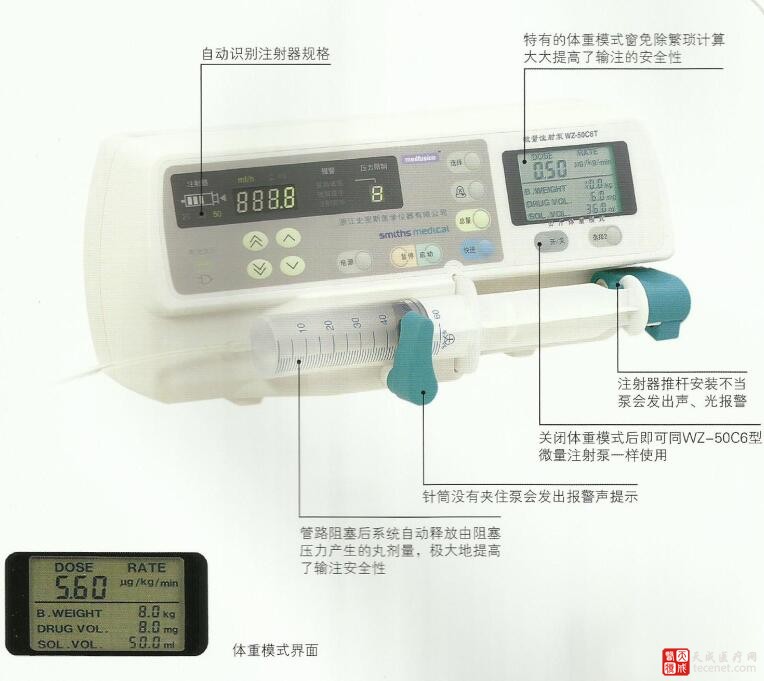 特有的体重模式窗免除繁琐计算
大大提高了输注的安全性
自动识别注射器规格
微量注射泵 WZ-50C6T
medfusion
选择
DOSE RATE
0.50 μg/kg/min
B.WEIGHT 10.0 kg
DRUG VOL. 6.0 mg
SOL.VOL. 36.0 ml
注射器
ml/h
报警
压力限制
50
浙江史密斯医学仪器有限公司
smiths medical
总量
电源
暂停
启动
快进
开/关
10 20 30 40 60
注射器推杆安装不当
泵会发出声、光报警
关闭体重模式后即可同WZ-50C6型
微量注射泵一样使用
针筒没有夹住泵会发出报警声提示
管路阻塞后系统自动释放由阻塞
压力产生的丸剂量,极大地提高
了输注安全性
DOSE RATE
5.60 μg/kg/min
B.WEIGHT 8.0 kg
DRUG VOL. 8.0 mg
SOL.VOL. 50.0 ml
体重模式界面
天成医疗网
tecenet.com